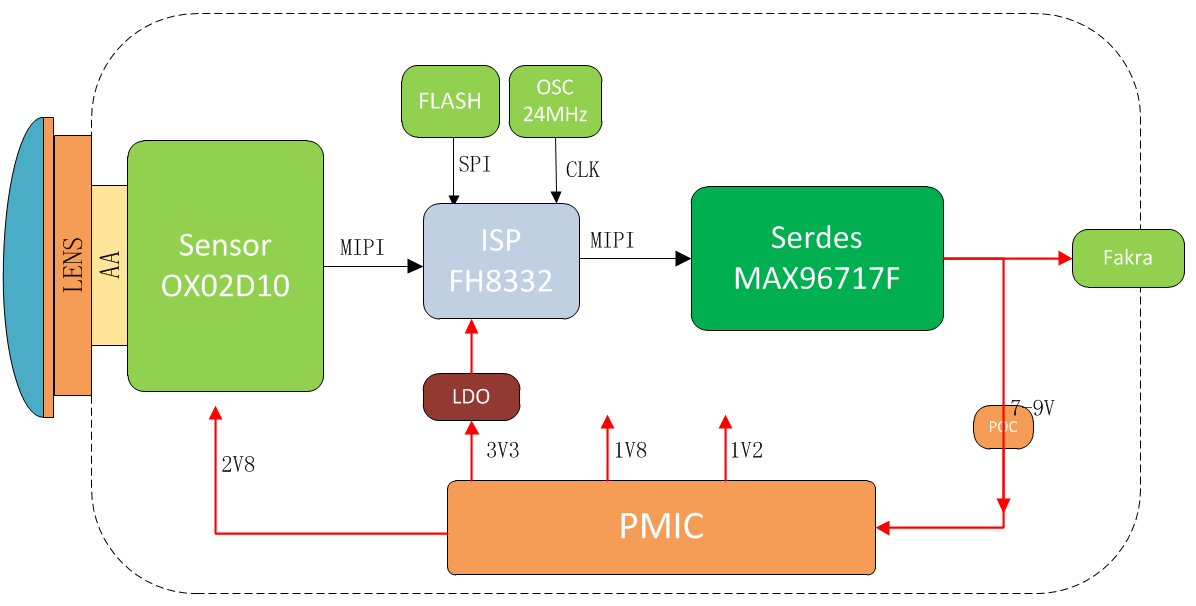 FLASH
OSC
24MHz
SPI
CLK
LENS
AA
Sensor
OX02D10
MIPI
ISP
FH8332
MIPI
Serdes
MAX96717F
Fakra
LDO
7-9V
POC
2V8
3V3
1V8
1V2
PMIC